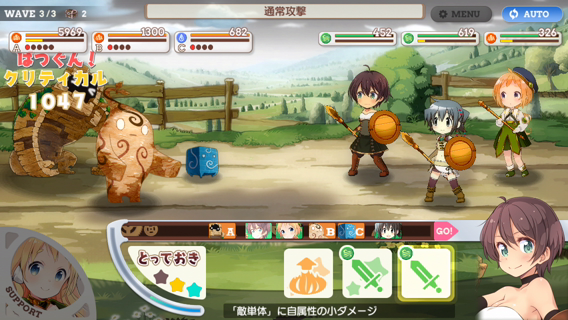 WAVE 3/3 2
通常攻撃
MENU
AUTO
5969
A
1300
B
682
C
452
619
326
ばつぐん!
クリティカル
1047
A
B
C
GO!
とっておき
SUPPORT
「敵単体」に自属性の小ダメージ